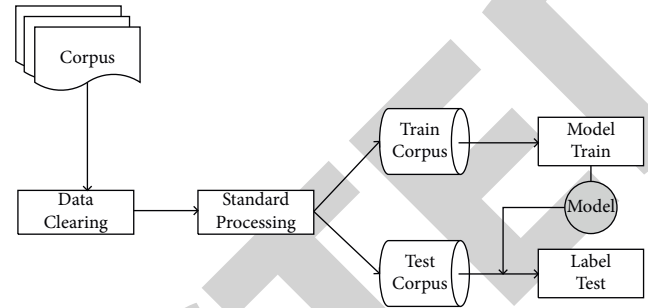 Corpus
Data
Clearing
Standard
Processing
Train
Corpus
Model
Train
Model
Test
Corpus
Label
Test